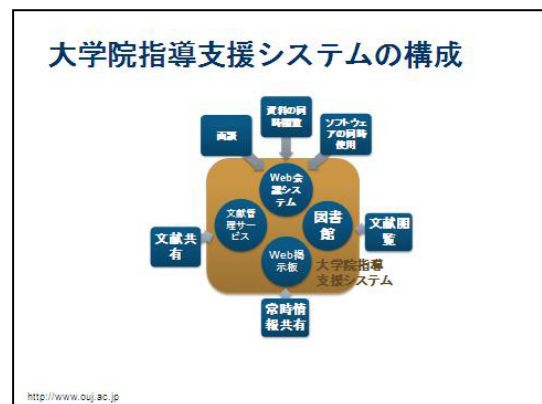 大学院指導支援システムの構成
資料の同
時閲覧
面談
ソフトウェ
アの同時
使用
Web会
議シス
テム
文献管
理サー
ビス
図書
館
文献共
有
文献閲
覧
Web掲
示板
大学院指導
支援システム
常時情
報共有
http://www.ouj.ac.jp